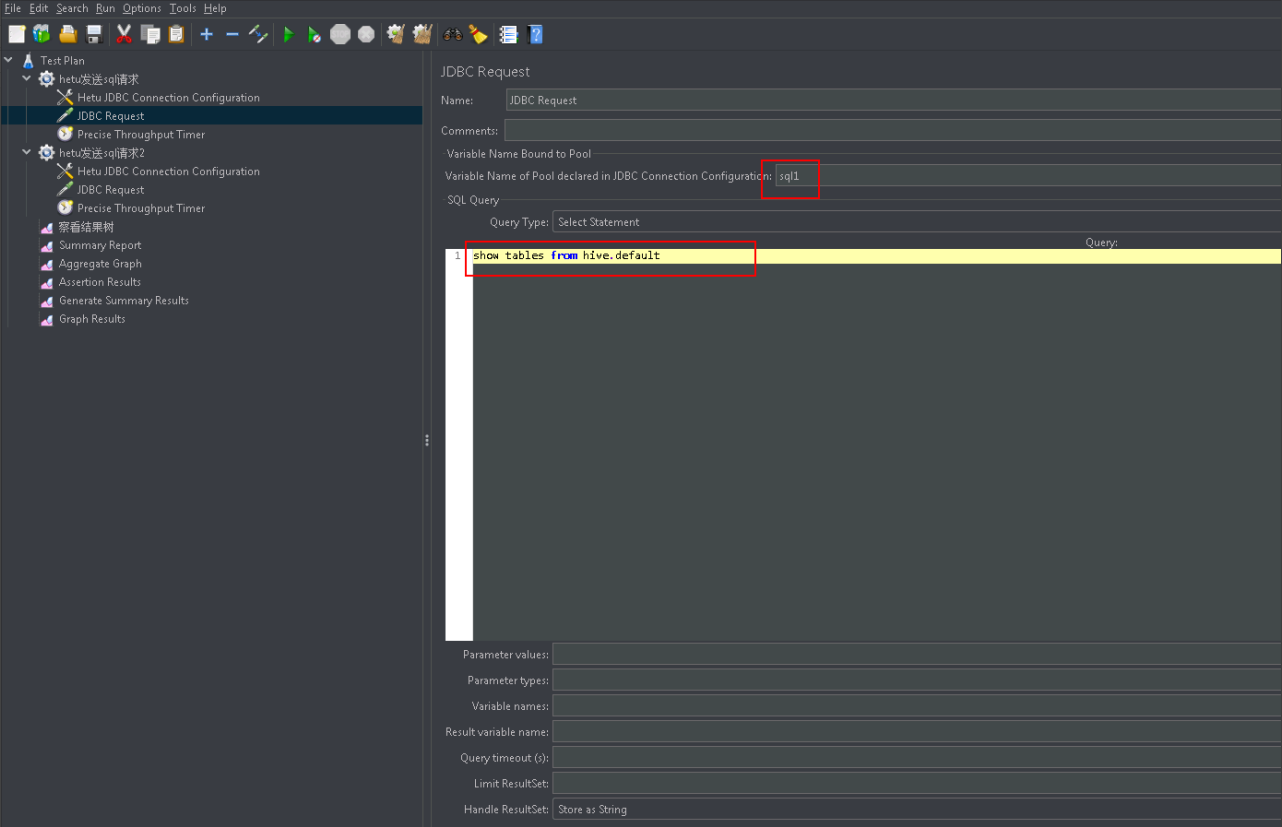 File Edit Search Run Options Tools Help
Test Plan
hetu发送sql请求
Hetu JDBC Connection Configuration
JDBC Request
Precise Throughput Timer
hetu发送sql请求2
Hetu JDBC Connection Configuration
JDBC Request
Precise Throughput Timer
察看结果树
Summary Report
Aggregate Graph
Assertion Results
Generate Summary Results
Graph Results
JDBC Request
Name: JDBC Request
Comments:
Variable Name Bound to Pool
Variable Name of Pool declared in JDBC Connection Configuration: sql1
SQL Query
Query Type: Select Statement
Query:
1 show tables from hive.default
Parameter values:
Parameter types:
Variable names:
Result variable name:
Query timeout (s):
Limit ResultSet:
Handle ResultSet: Store as String